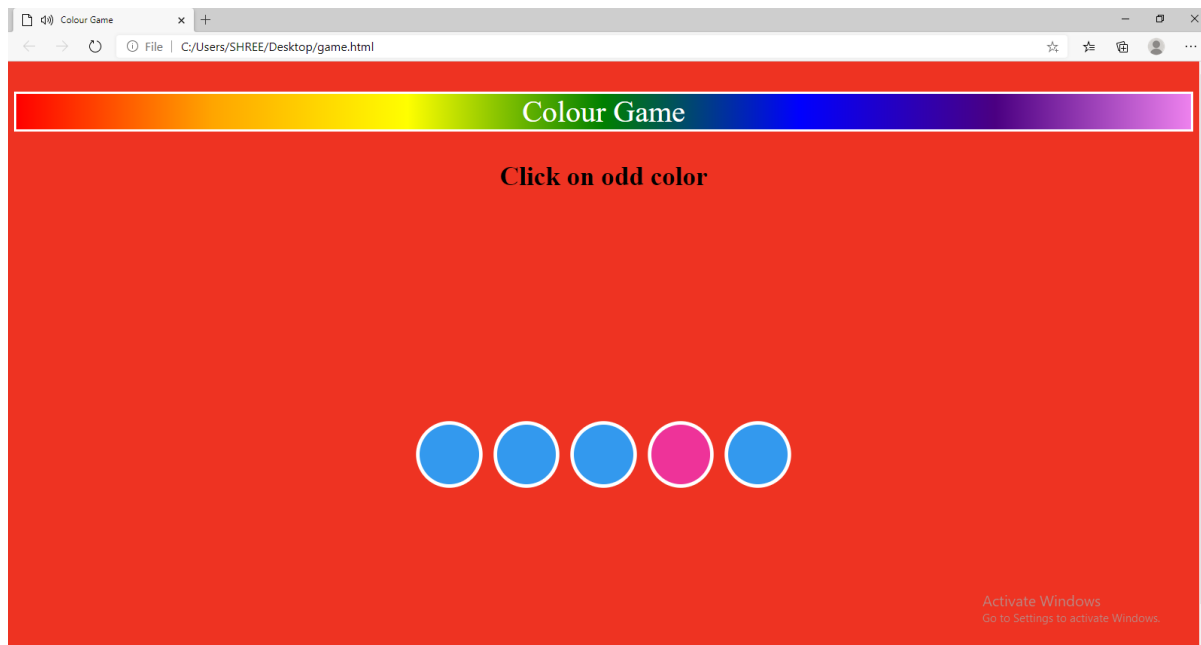 Colour Game
File | C:/Users/SHREE/Desktop/game.html
Colour Game
Click on odd color
Activate Windows
Go to Settings to activate Windows.